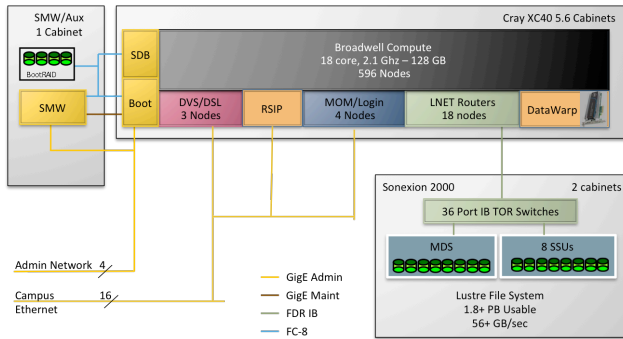 SMW/Aux
1 Cabinet
BootRAID
SMW
Cray XC40 5.6 Cabinets
SDB
Boot
Broadwell Compute
18 core, 2.1 Ghz – 128 GB
596 Nodes
DVS/DSL
3 Nodes
RSIP
MOM/Login
4 Nodes
LNET Routers
18 nodes
DataWarp
Sonexion 2000
2 cabinets
36 Port IB TOR Switches
MDS
8 SSUs
Lustre File System
1.8+ PB Usable
56+ GB/sec
Admin Network 4
Campus 16
Ethernet
GigE Admin
GigE Maint
FDR IB
FC-8